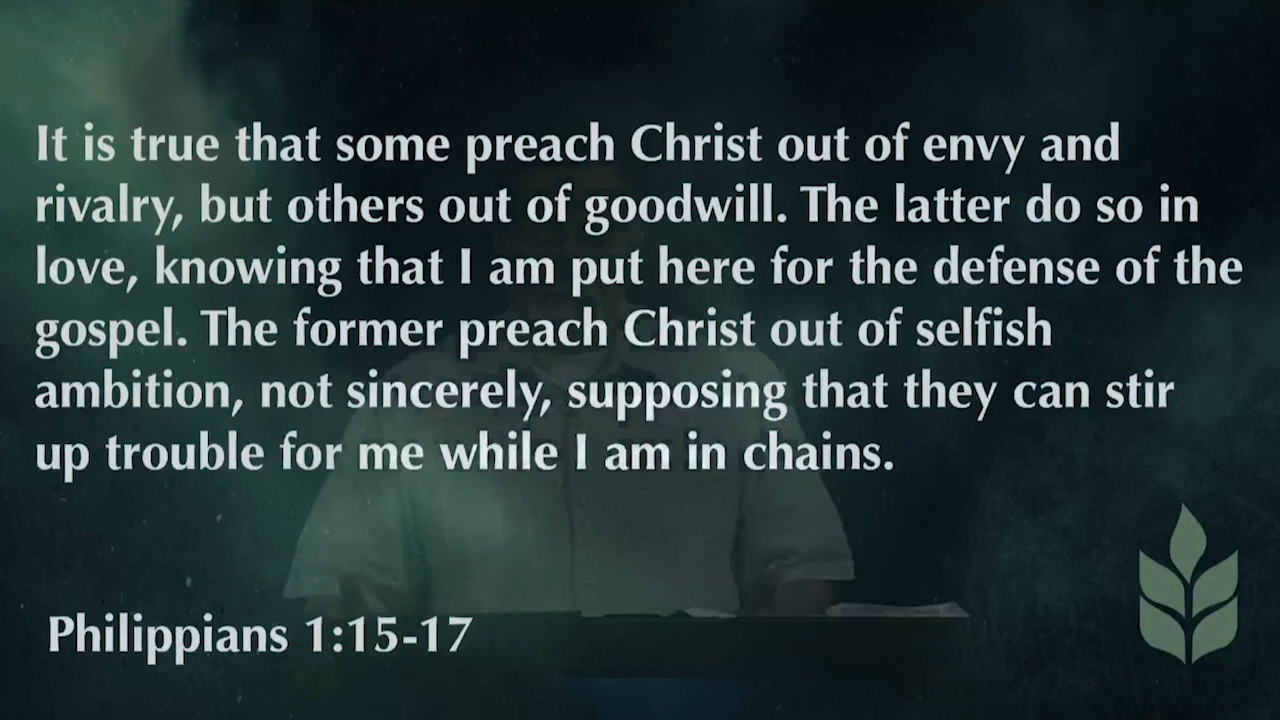 It is true that some preach Christ out of envy and
rivalry, but others out of goodwill. The latter do so in
love, knowing that I am put here for the defense of the
gospel. The former preach Christ out of selfish
ambition, not sincerely, supposing that they can stir
up trouble for me while I am in chains.
Philippians 1:15-17